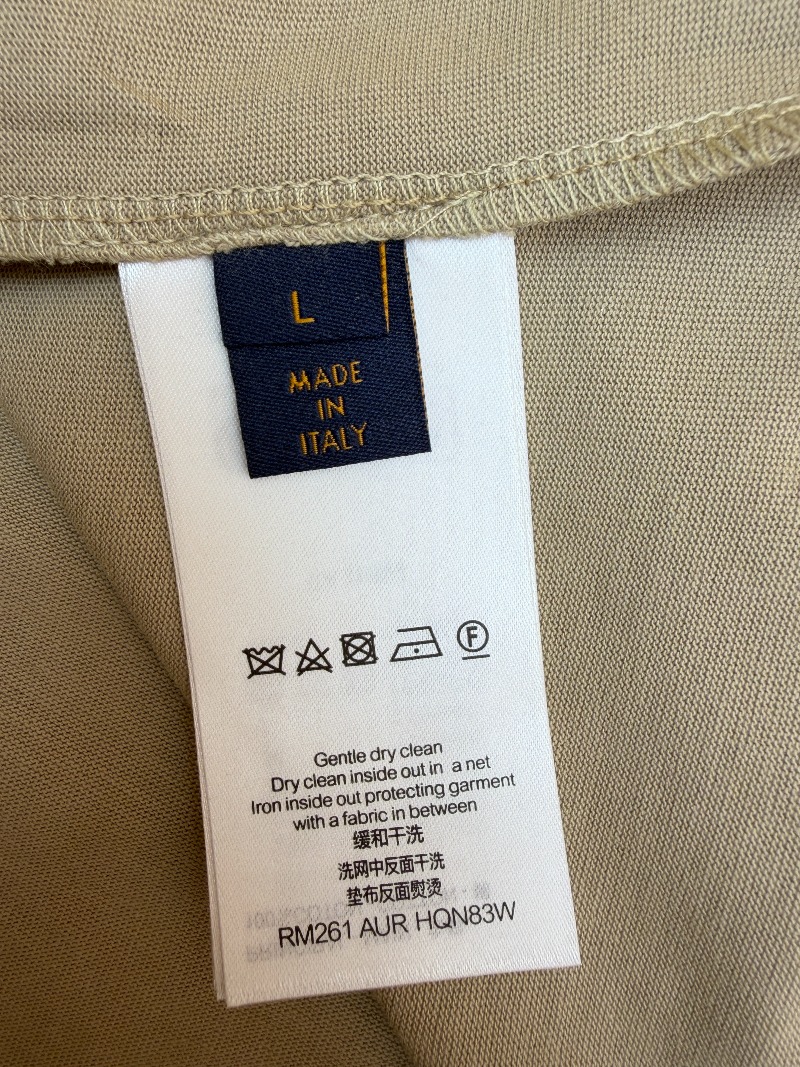 L
MADE
IN
ITALY
F
Gentle dry clean
Dry clean inside out in a net
Iron inside out protecting garment
with a fabric in between
缓和干洗
洗网中反面干洗
垫布反面熨烫
RM261 AUR HQN83W